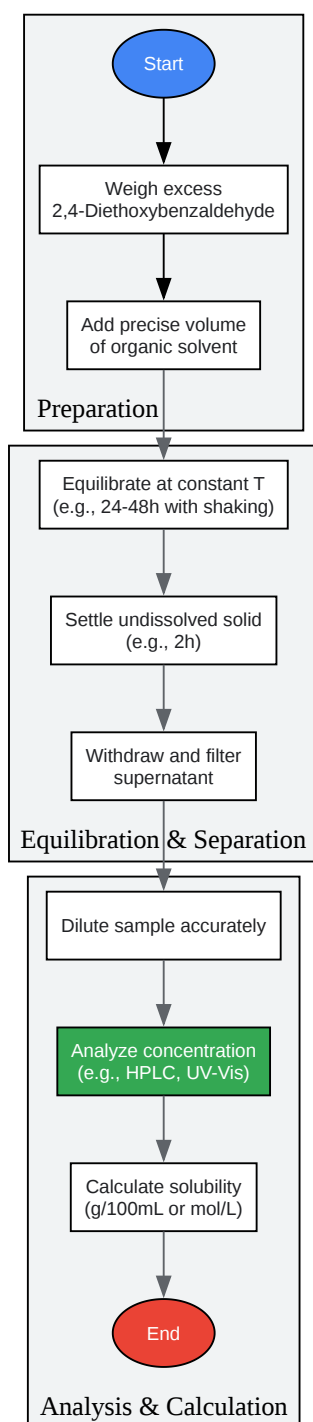 Start
Weigh excess
2,4-Diethoxybenzaldehyde
Add precise volume
of organic solvent
Preparation
Equilibrate at constant T
(e.g., 24-48h with shaking)
Settle undissolved solid
(e.g., 2h)
Withdraw and filter
supernatant
Equilibration & Separation
Dilute sample accurately
Analyze concentration
(e.g., HPLC, UV-Vis)
Calculate solubility
(g/100mL or mol/L)
End
Analysis & Calculation